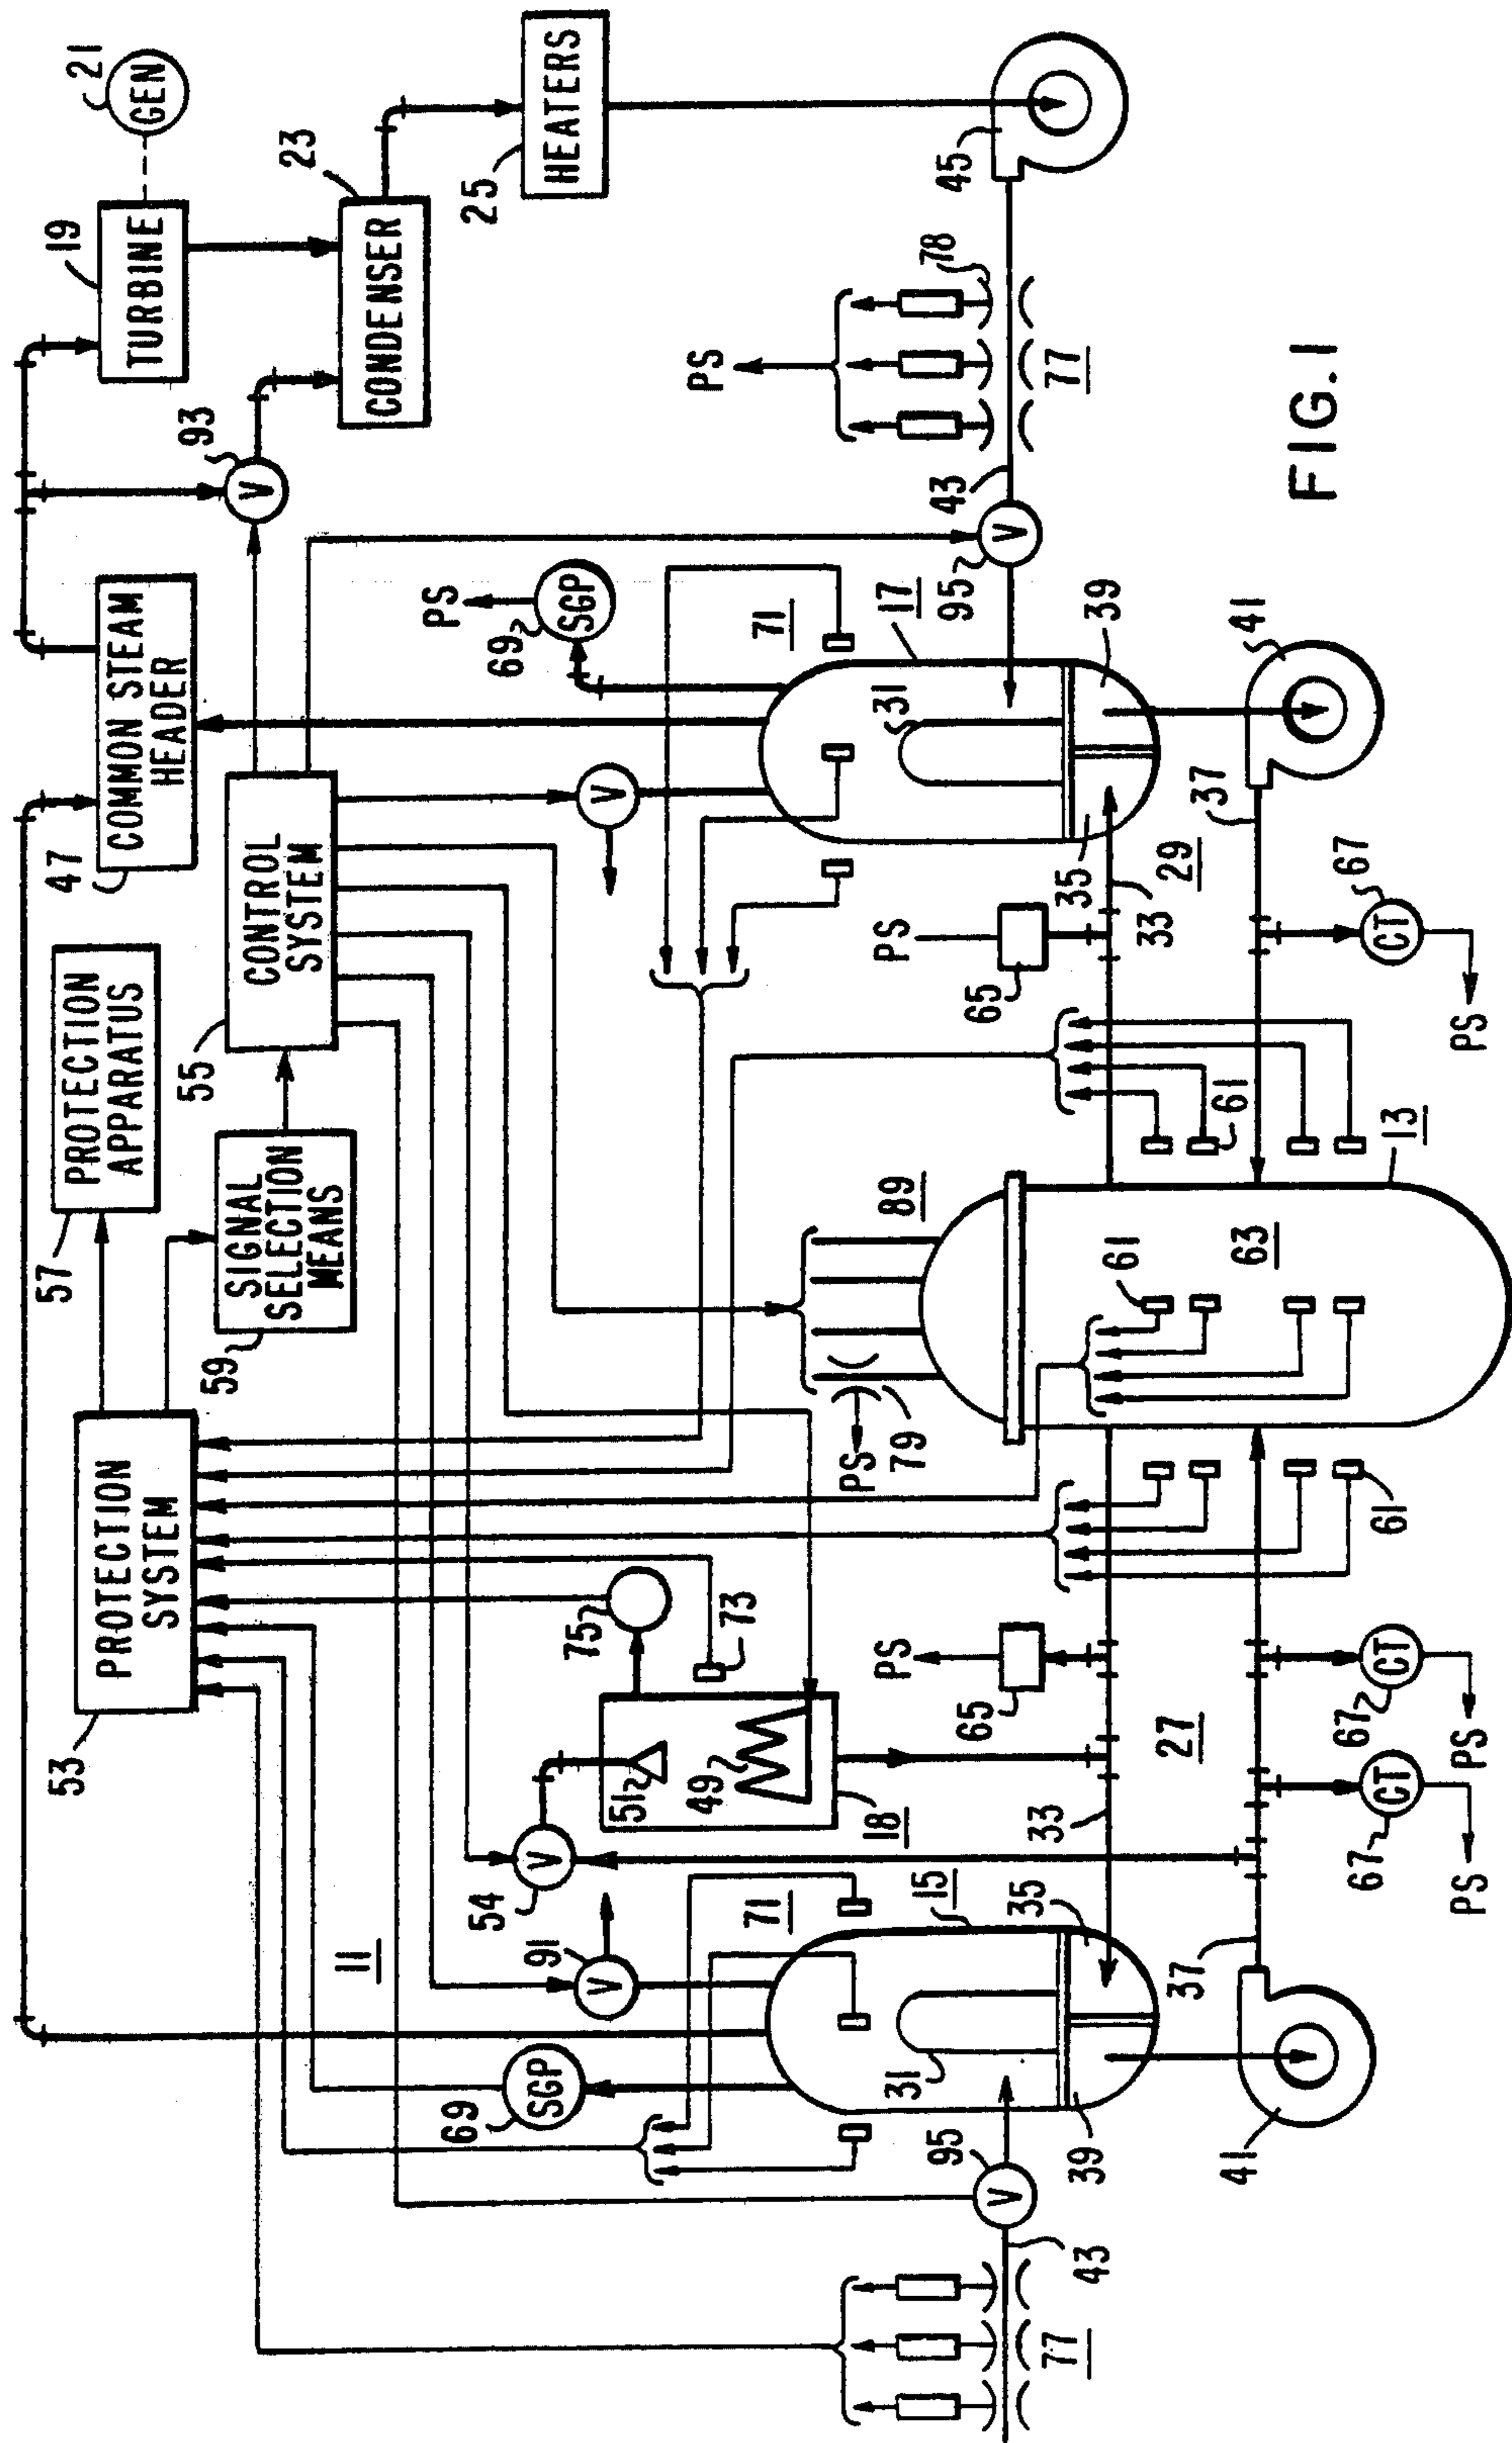 21
GEN
19
TURBINE
23
CONDENSER
25
HEATERS
93
V
47
COMMON STEAM
HEADER
57
PROTECTION
APPARATUS
55
CONTROL
SYSTEM
59
SIGNAL
SELECTION
MEANS
53
PROTECTION
SYSTEM
11
PS
69
SGP
V
71
17
31
35
39
95
V
43
PS
78
77
45
41
37
33
29
PS
65
67
CT
PS
61
13
89
PS
79
63
61
61
75
73
51
49
18
54
V
91
V
69
SGP
71
15
31
35
39
95
V
43
77
41
37
33
27
PS
65
67
CT
PS
67
CT
PS
FIG.1